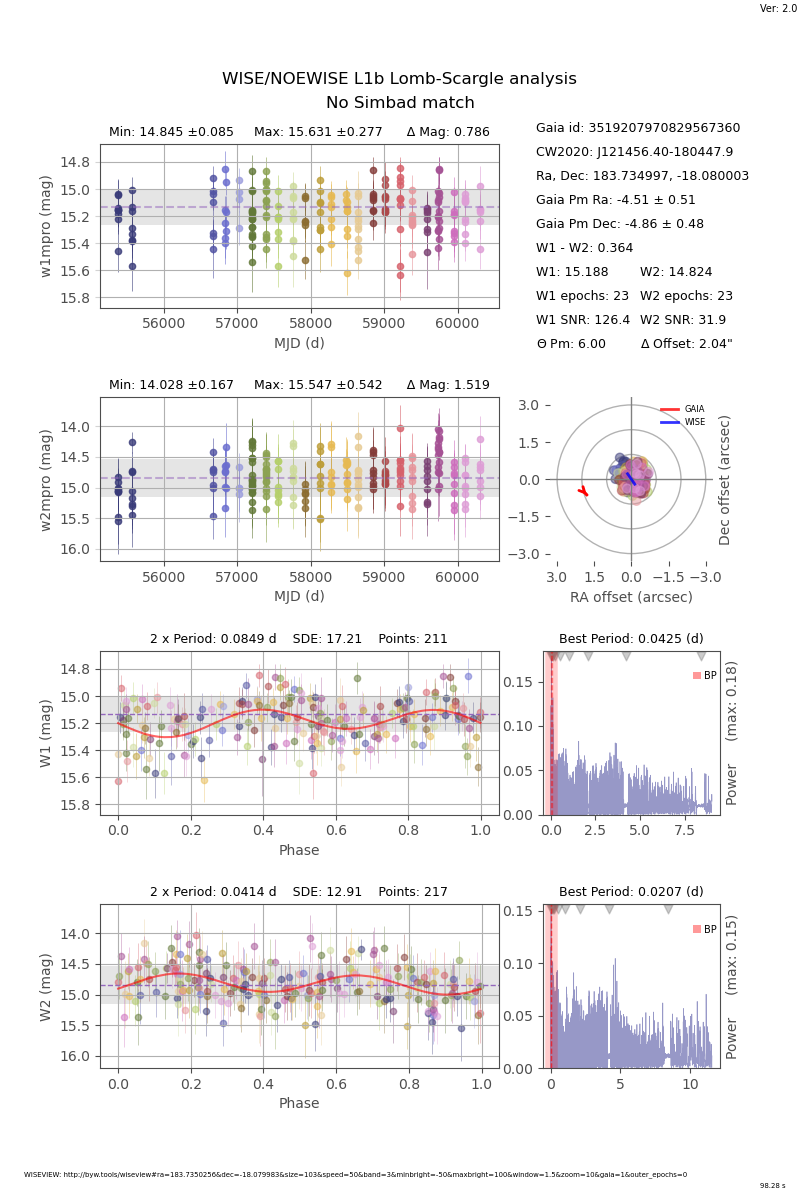 Ver: 2.0
WISE/NOEWISE L1b Lomb-Scargle analysis
No Simbad match
Min: 14.845 ±0.085 Max: 15.631 ±0.277 Δ Mag: 0.786
14.8
15.0
15.2
15.4
15.6
15.8
w1mpro (mag)
56000 57000 58000 59000 60000
MJD (d)
Gaia id: 3519207970829567360
CW2020: J121456.40-180447.9
Ra, Dec: 183.734997, -18.080003
Gaia Pm Ra: -4.51 ± 0.51
Gaia Pm Dec: -4.86 ± 0.48
W1 - W2: 0.364
W1: 15.188 W2: 14.824
W1 epochs: 23 W2 epochs: 23
W1 SNR: 126.4 W2 SNR: 31.9
Θ Pm: 6.00 Δ Offset: 2.04"
Min: 14.028 ±0.167 Max: 15.547 ±0.542 Δ Mag: 1.519
14.0
14.5
15.0
15.5
16.0
w2mpro (mag)
56000 57000 58000 59000 60000
MJD (d)
GAIA
WISE
3.0
1.5
0.0
−1.5
−3.0
Dec offset (arcsec)
3.0 1.5 0.0 −1.5 −3.0
RA offset (arcsec)
2 x Period: 0.0849 d SDE: 17.21 Points: 211
14.8
15.0
15.2
15.4
15.6
15.8
W1 (mag)
0.0 0.2 0.4 0.6 0.8 1.0
Phase
Best Period: 0.0425 (d)
BP
0.15
0.10
0.05
0.00
Power (max: 0.18)
0.0 2.5 5.0 7.5
2 x Period: 0.0414 d SDE: 12.91 Points: 217
14.0
14.5
15.0
15.5
16.0
W2 (mag)
0.0 0.2 0.4 0.6 0.8 1.0
Phase
Best Period: 0.0207 (d)
BP
0.15
0.10
0.05
0.00
Power (max: 0.15)
0 5 10
WISEVIEW: http://byw.tools/wiseview#ra=183.7350256&dec=-18.079983&size=103&speed=50&band=3&minbright=-50&maxbright=100&window=1.5&zoom=10&gaia=1&outer_epochs=0
98.28 s